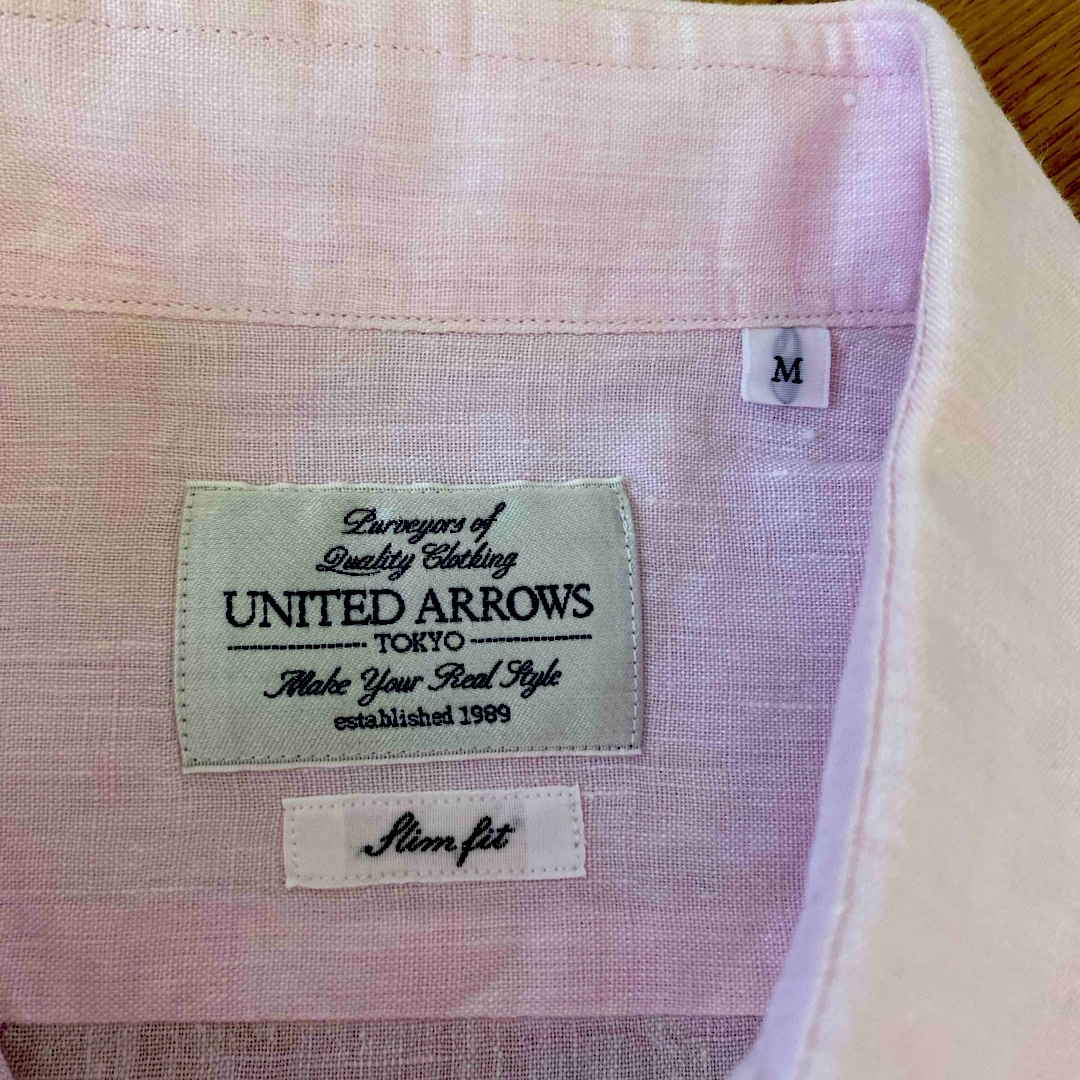 M
Purveyors of
Quality Clothing
UNITED ARROWS
TOKYO
Make Your Real Style
established 1989
Slim fit